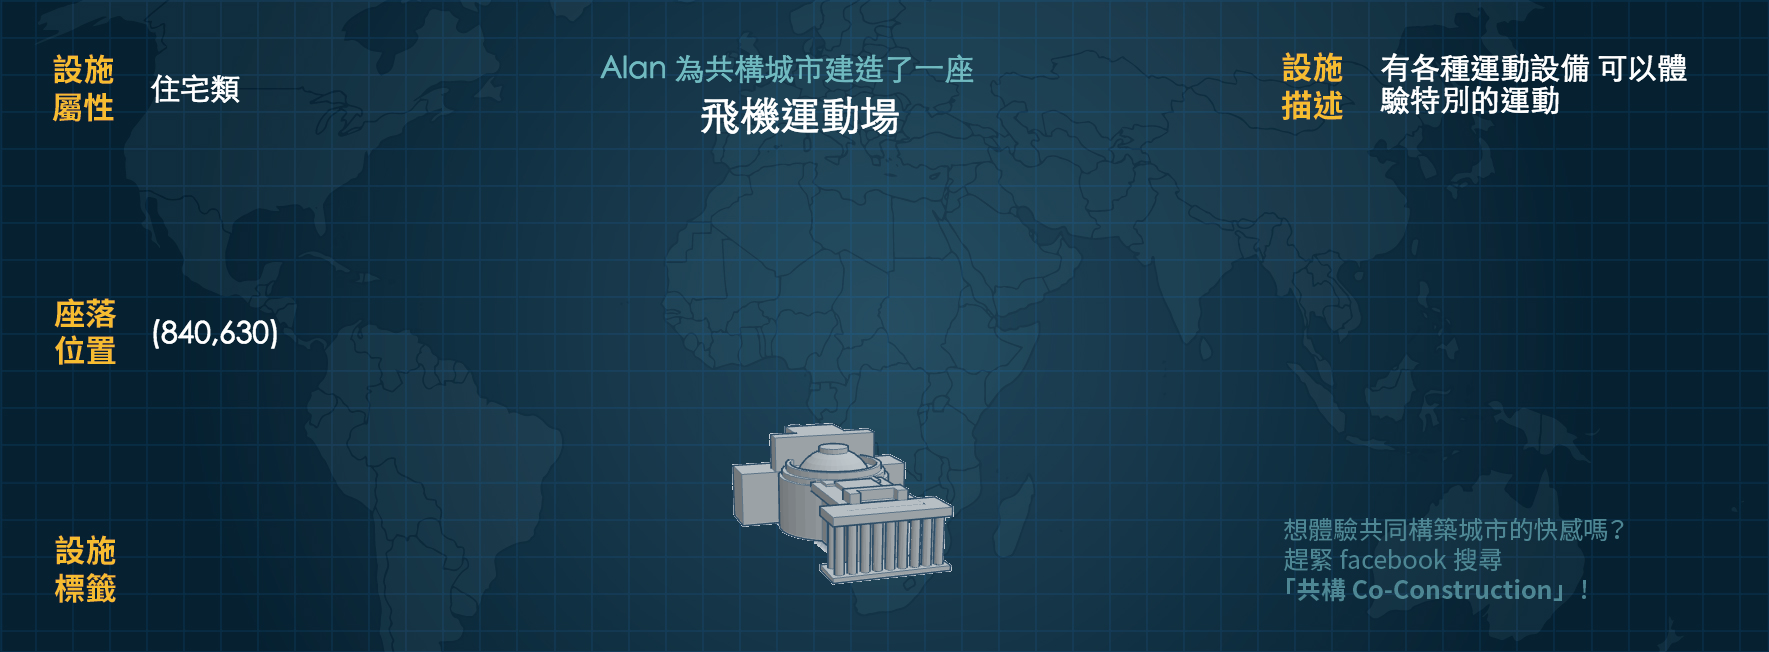 設施
屬性
住宅類
Alan 為共構城市建造了一座
飛機運動場
設施
描述
有各種運動設備 可以體
驗特別的運動
座落
位置
(840,630)
設施
標籤
想體驗共同構築城市的快感嗎？
趕緊 facebook 搜尋
「共構 Co-Construction」！